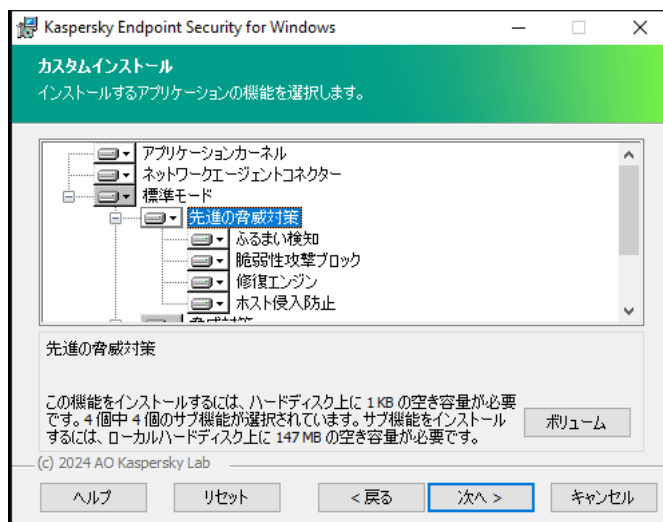 Kaspersky Endpoint Security for Windows
カスタムインストール
インストールするアプリケーションの機能を選択します。
アプリケーションカーネル
ネットワークエージェントコネクター
標準モード
先進の脅威対策
ふるまい検知
脆弱性攻撃ブロック
修復エンジン
ホスト侵入防止
先進の脅威対策
この機能をインストールするには、ハードディスク上に 1 KB の空き容量が必要
です。4 個中 4 個のサブ機能が選択されています。サブ機能をインストール
するには、ローカルハードディスク上に 147 MB の空き容量が必要です。
ボリューム
(c) 2024 AO Kaspersky Lab
ヘルプ
リセット
< 戻る
次へ >
キャンセル